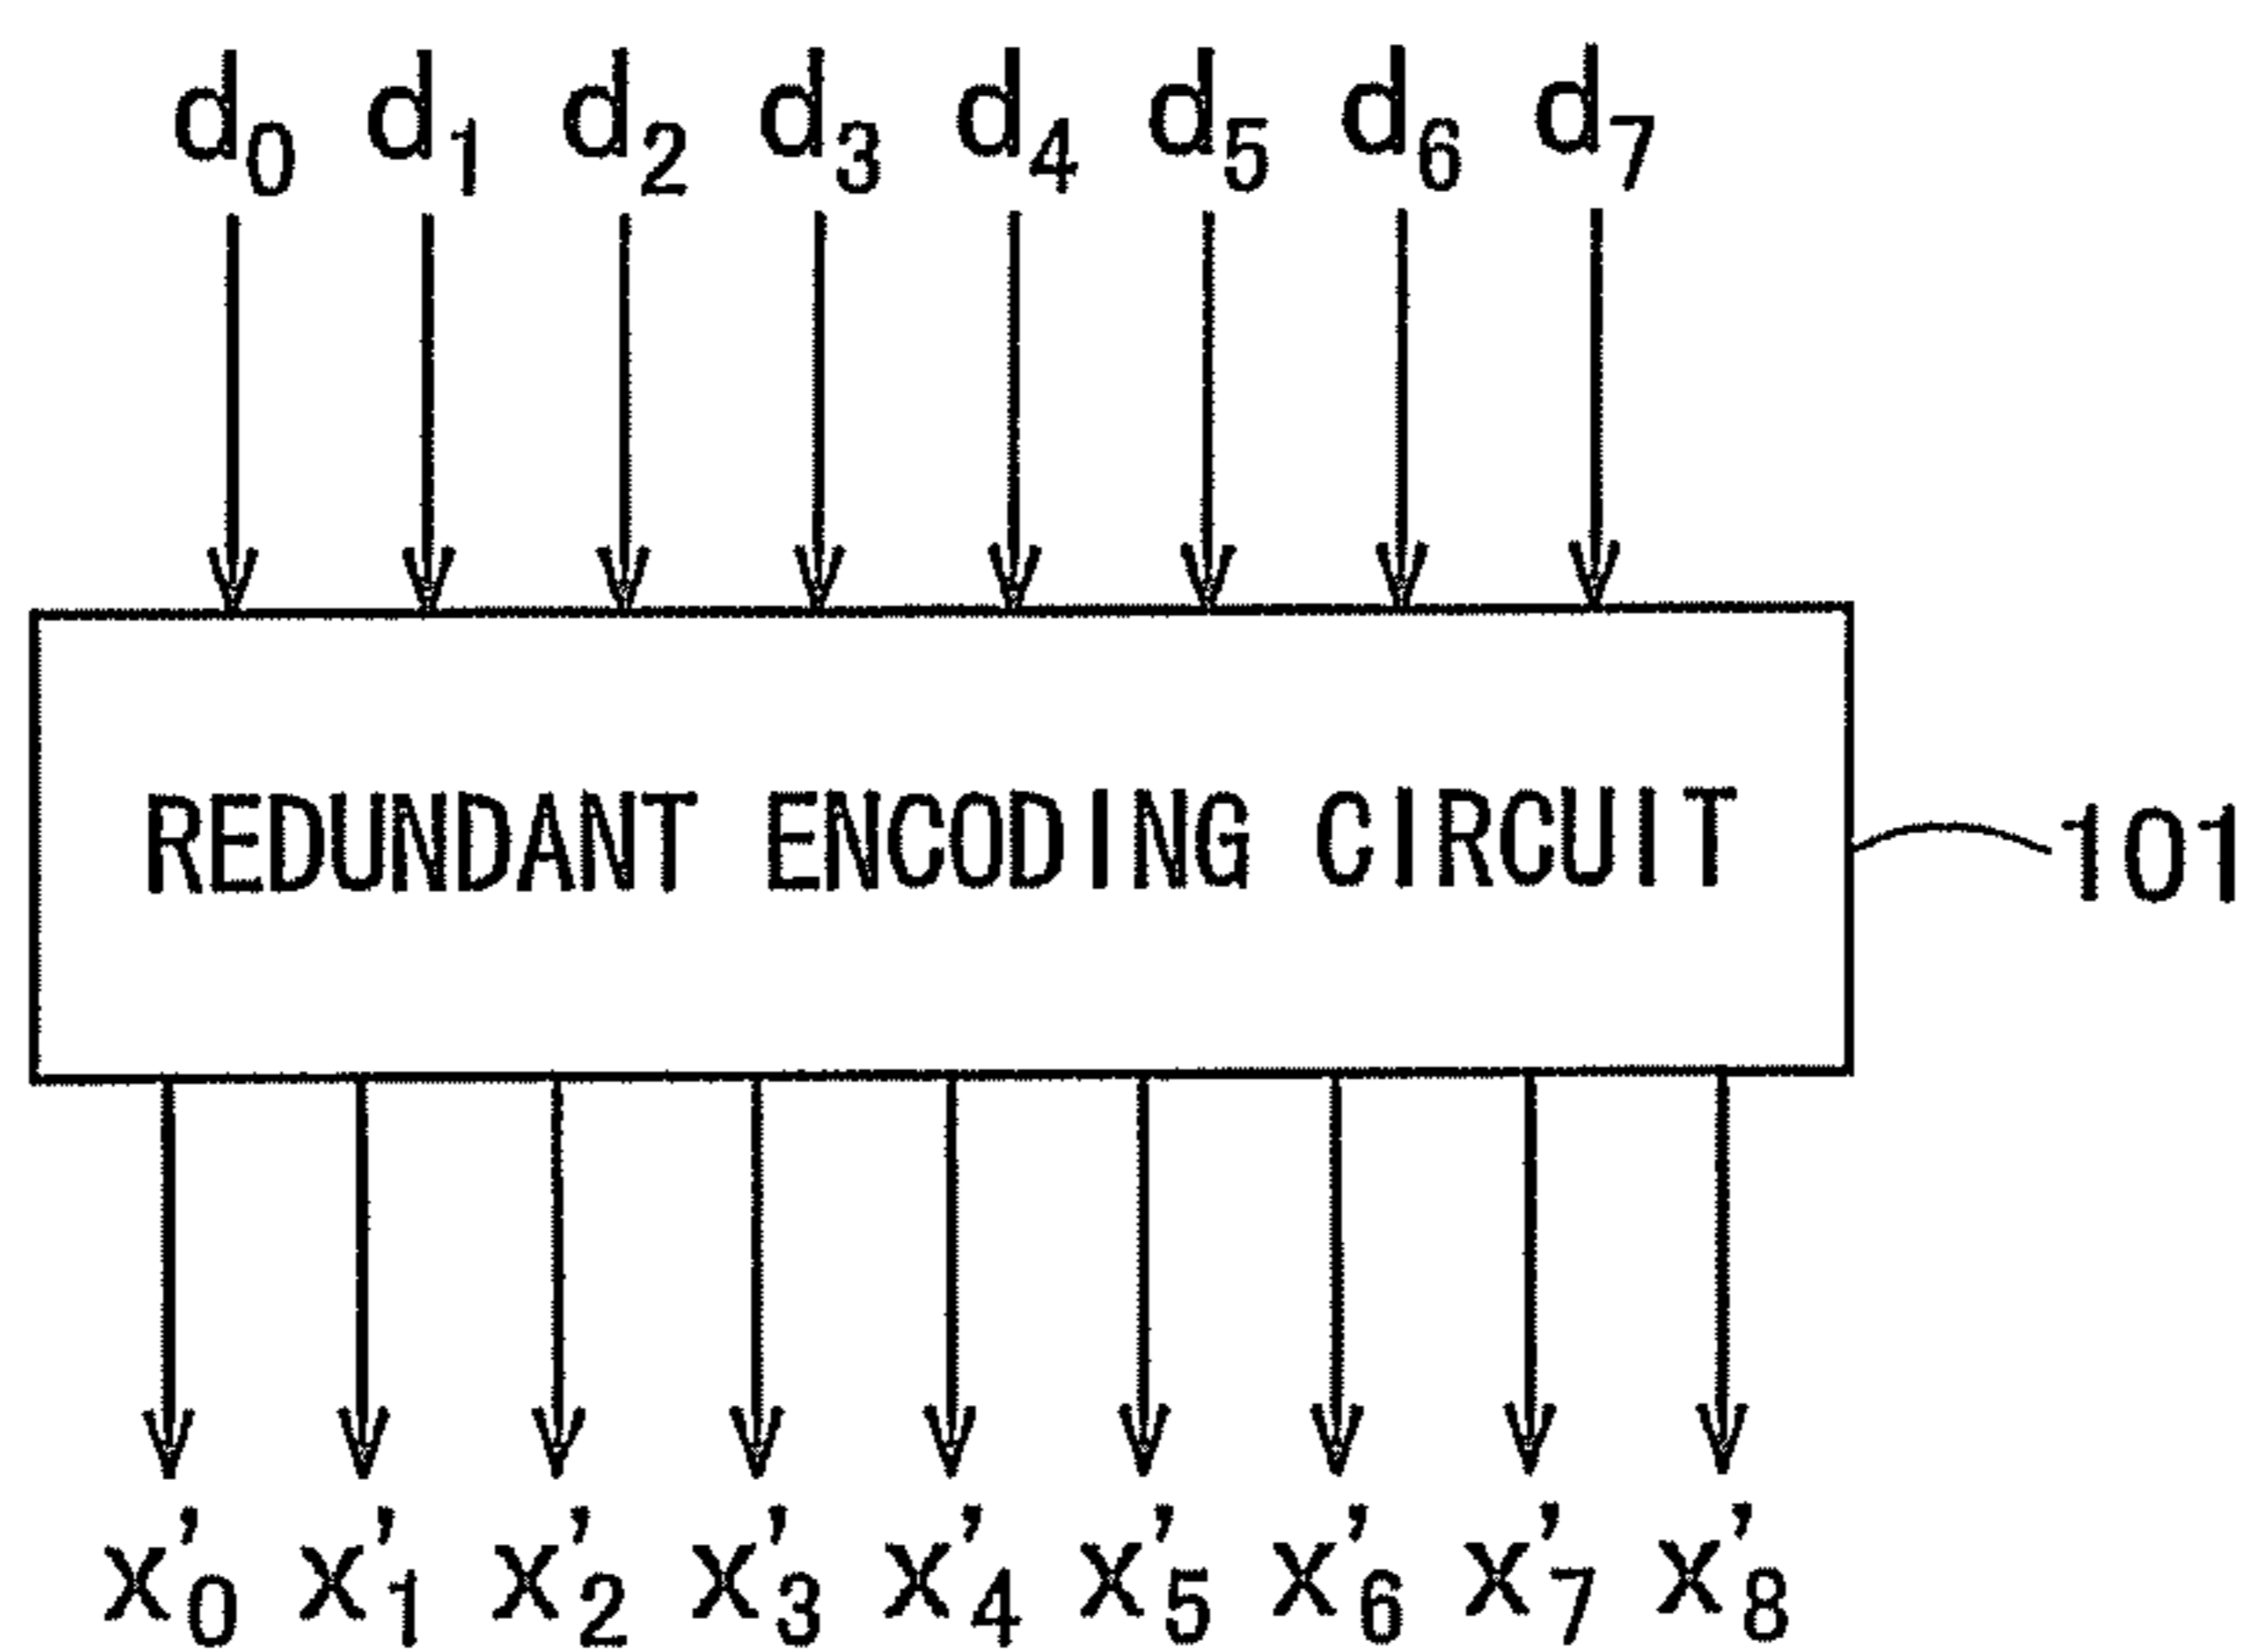 d₀ d₁ d₂ d₃ d₄ d₅ d₆ d₇
REDUNDANT ENCODING CIRCUIT 101
x'₀ x'₁ x'₂ x'₃ x'₄ x'₅ x'₆ x'₇ x'₈